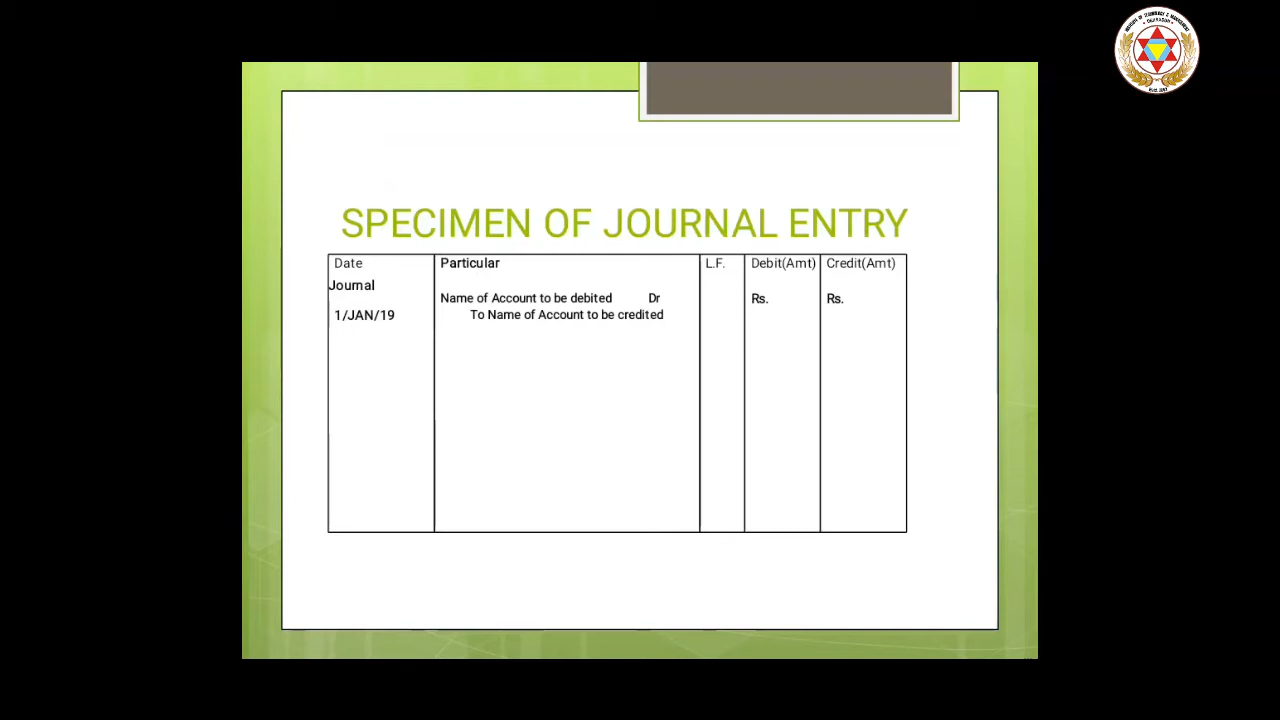 SPECIMEN OF JOURNAL ENTRY
Date Particular L.F. Debit(Amt) Credit(Amt)
Journal
Name of Account to be debited Dr Rs. Rs.
1/JAN/19 To Name of Account to be credited